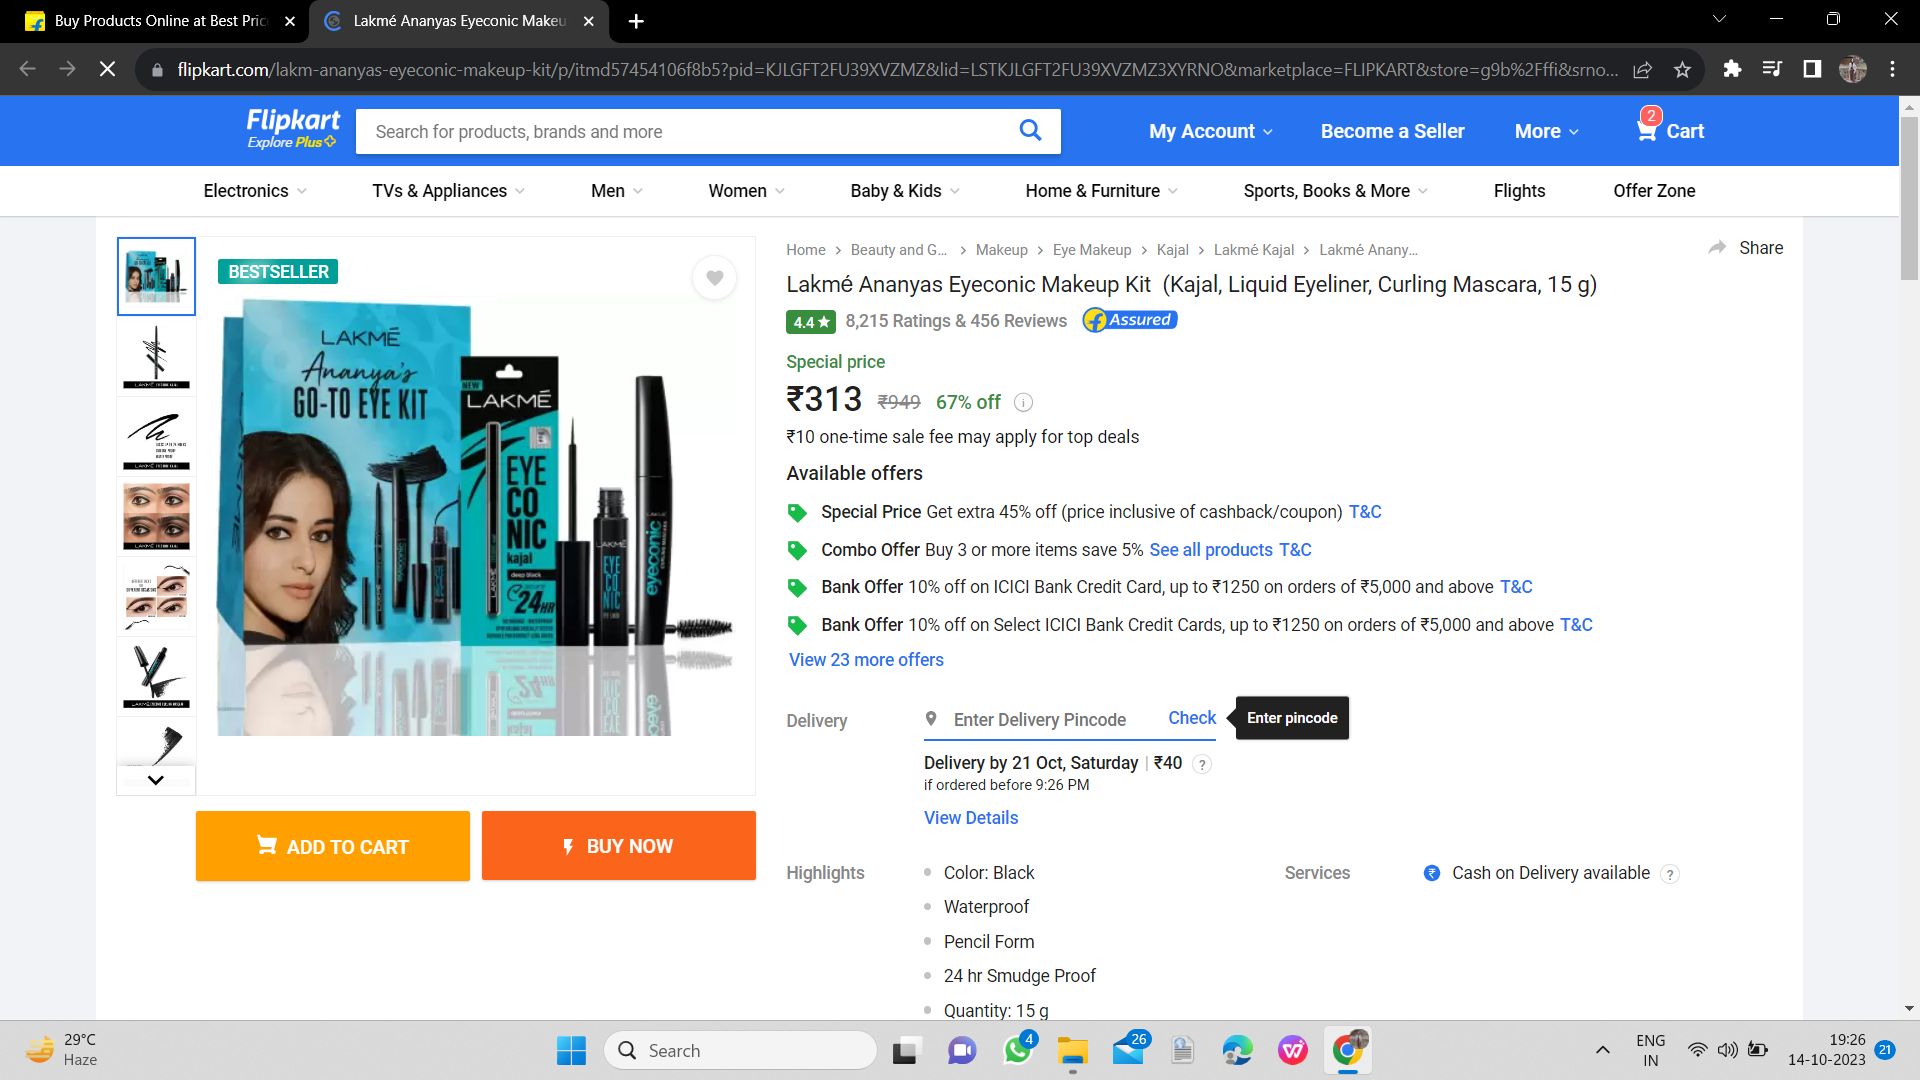 Buy Products Online at Best Pric
Lakmé Ananyas Eyeconic Makeu
flipkart.com/lakm-ananyas-eyeconic-makeup-kit/p/itmd57454106f8b5?pid=KJLGFT2FU39XVZMZ&lid=LSTKJLGFT2FU39XVZMZ3XYRNO&marketplace=FLIPKART&store=g9b%2Fffi&srno...
Flipkart
Explore Plus
Search for products, brands and more
My Account
Become a Seller
More
2
Cart
Electronics
TVs & Appliances
Men
Women
Baby & Kids
Home & Furniture
Sports, Books & More
Flights
Offer Zone
BESTSELLER
LAKMÉ
Ananya's
GO-TO EYE KIT
NEW
LAKMÉ
EYE
CO
NIC
kajal
deep black
24HR
LAKMÉ
EYE
CO
NIC
eyeconic
Home > Beauty and G... > Makeup > Eye Makeup > Kajal > Lakmé Kajal > Lakmé Anany...
Share
Lakmé Ananyas Eyeconic Makeup Kit (Kajal, Liquid Eyeliner, Curling Mascara, 15 g)
4.4★ 8,215 Ratings & 456 Reviews Assured
Special price
₹313 ₹949 67% off
₹10 one-time sale fee may apply for top deals
Available offers
Special Price Get extra 45% off (price inclusive of cashback/coupon) T&C
Combo Offer Buy 3 or more items save 5% See all products T&C
Bank Offer 10% off on ICICI Bank Credit Card, up to ₹1250 on orders of ₹5,000 and above T&C
Bank Offer 10% off on Select ICICI Bank Credit Cards, up to ₹1250 on orders of ₹5,000 and above T&C
View 23 more offers
Delivery
Enter Delivery Pincode
Check
Enter pincode
Delivery by 21 Oct, Saturday | ₹40 ?
if ordered before 9:26 PM
View Details
ADD TO CART
BUY NOW
Highlights
Color: Black
Waterproof
Pencil Form
24 hr Smudge Proof
Quantity: 15 g
Services
₹ Cash on Delivery available ?
29°C
Haze
Search
4
26
ENG
IN
19:26
14-10-2023
21